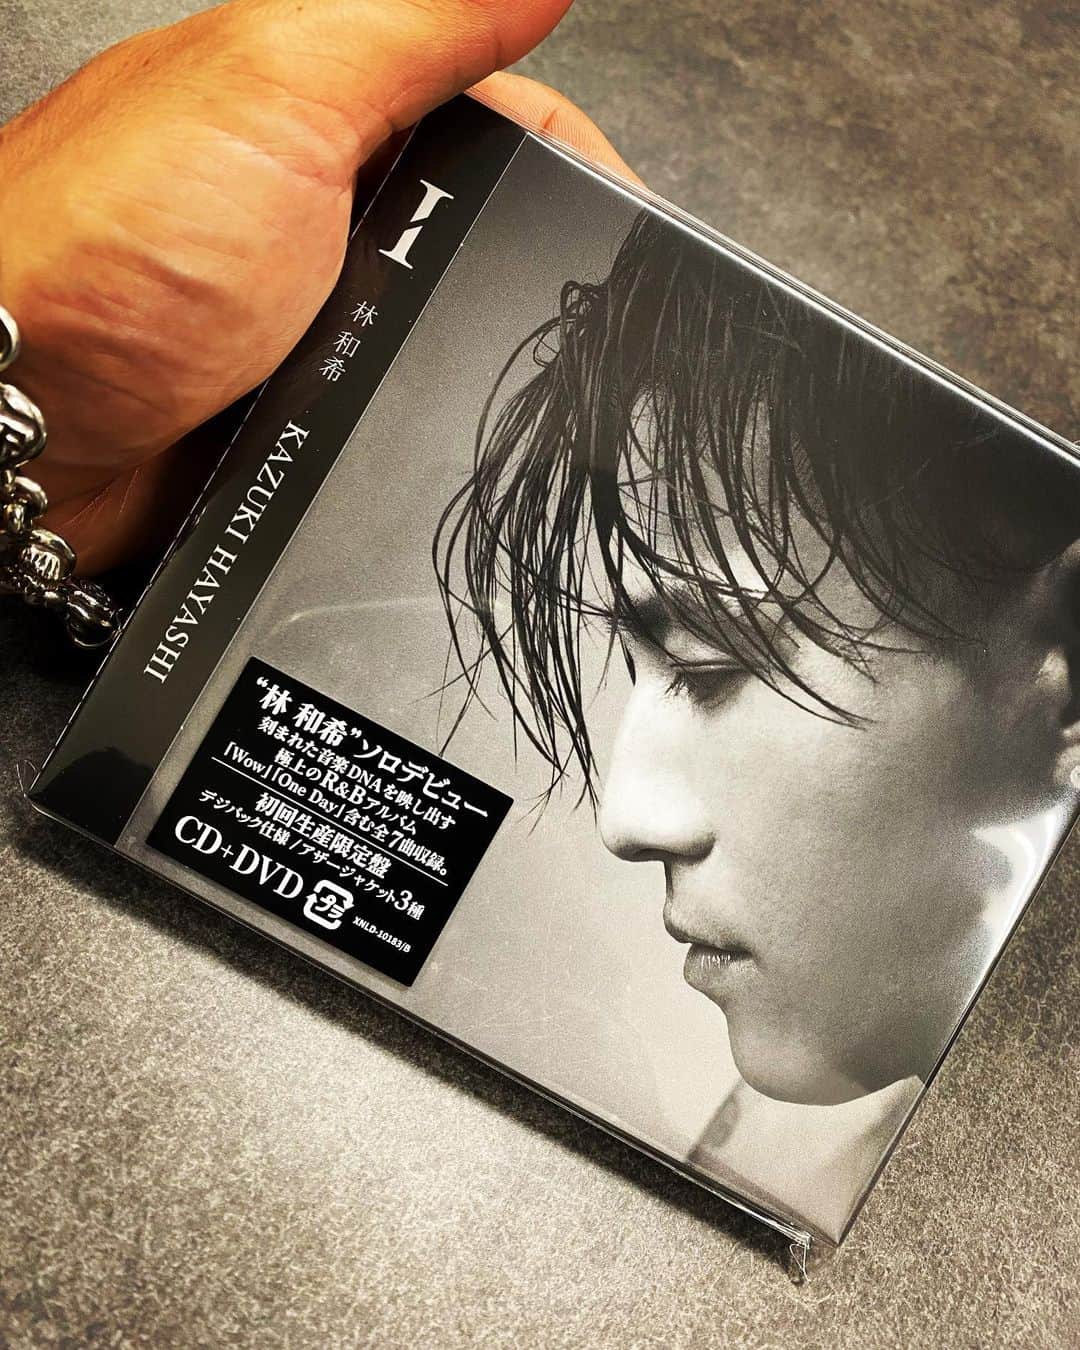 I
林 和希
KAZUKI HAYASHI
“林 和希”ソロデビュー
刻まれた音楽DNAを映し出す
極上のR&Bアルバム
「Wow」「One Day」含む全7曲収録。
初回生産限定盤
デジパック仕様/アザージャケット3種
CD+DVD
プラ
XNLD-10183/B